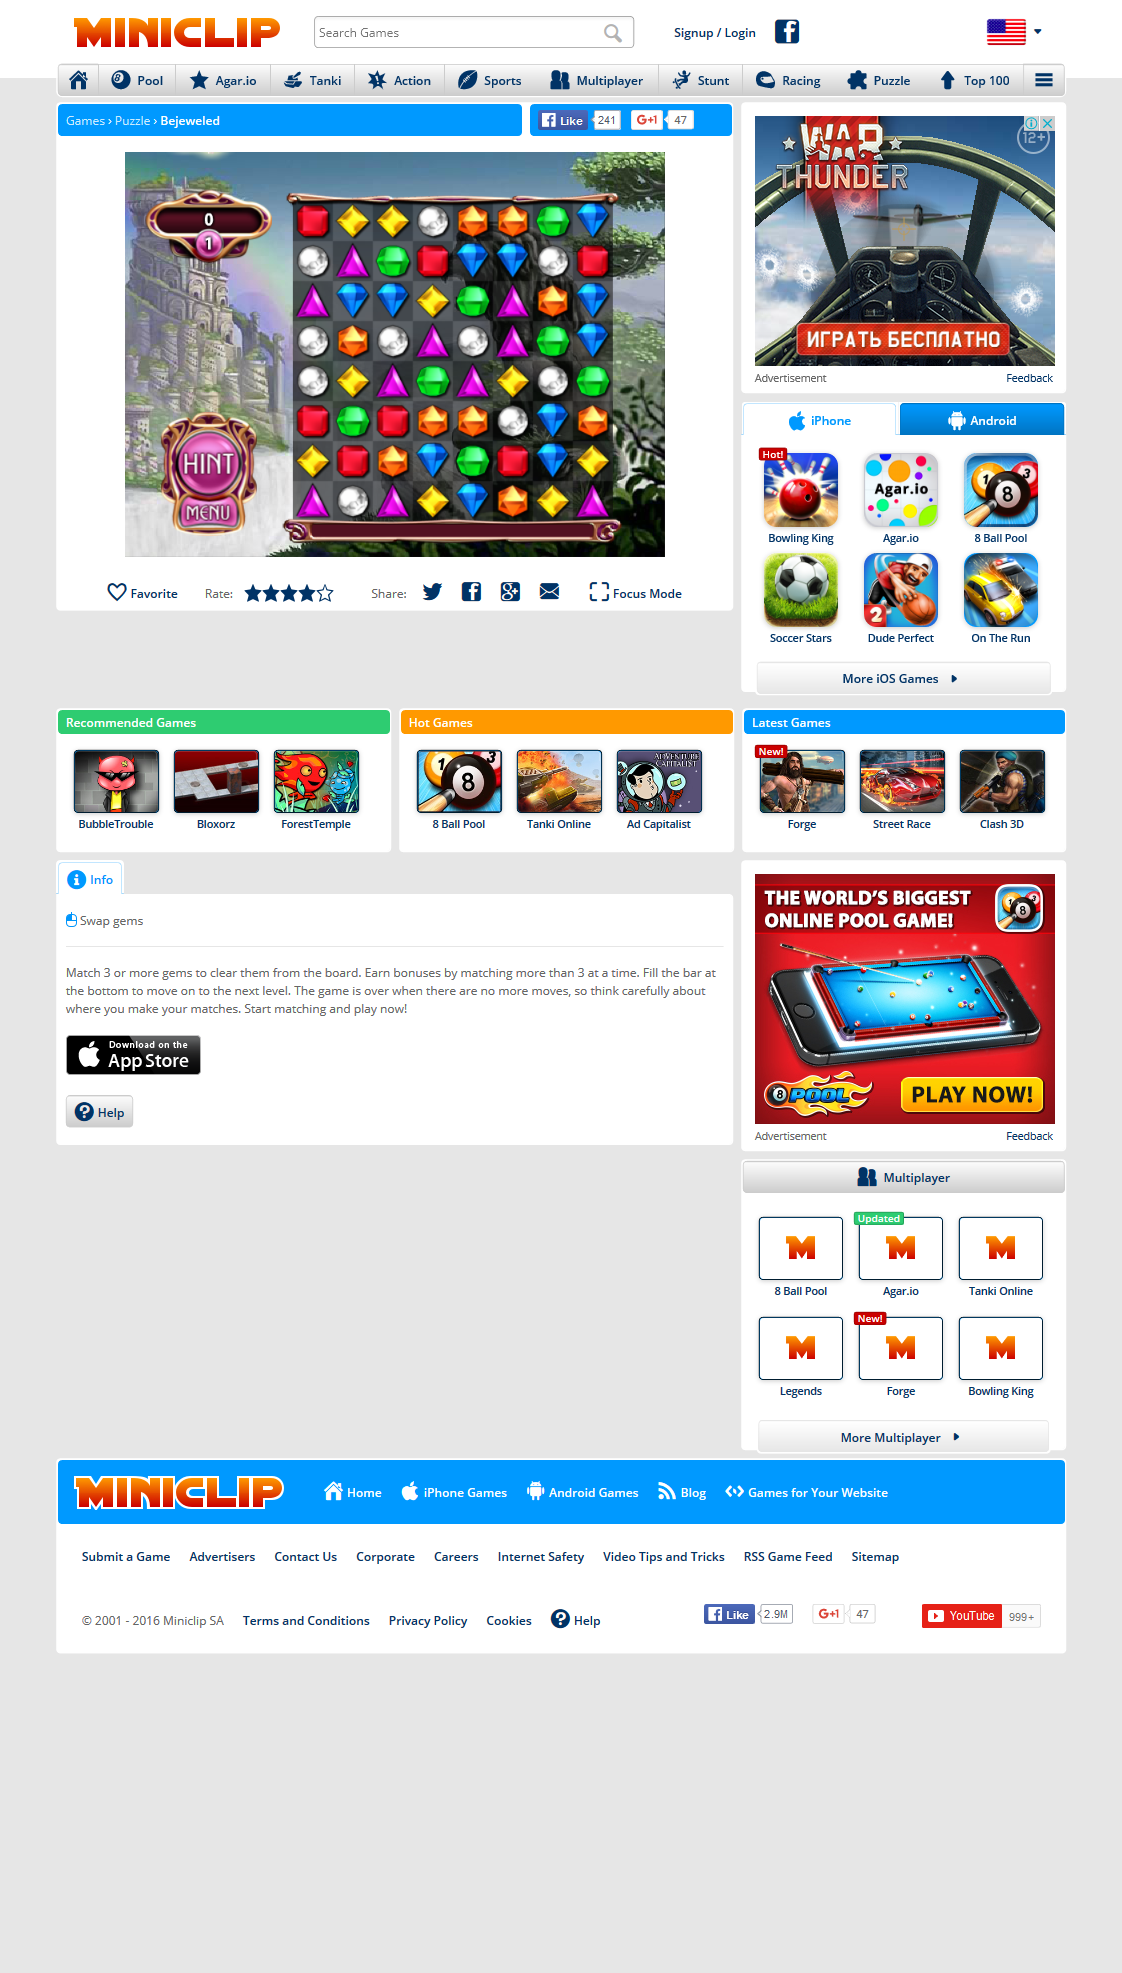 MINICLIP
Search Games
Signup / Login
Pool
Agar.io
Tanki
Action
Sports
Multiplayer
Stunt
Racing
Puzzle
Top 100
Games › Puzzle › Bejeweled
Like 241
G+1 47
WAR
THUNDER
12+
ИГРАТЬ БЕСПЛАТНО
Advertisement
Feedback
0
1
HINT
MENU
Favorite
Rate:
Share:
Focus Mode
iPhone
Android
Hot!
Agar.io
1 8 3
Bowling King
Agar.io
8 Ball Pool
2
Soccer Stars
Dude Perfect
On The Run
More iOS Games
Recommended Games
BubbleTrouble
Bloxorz
ForestTemple
Hot Games
1 8 3
ADVENTURE
CAPITALIST
8 Ball Pool
Tanki Online
Ad Capitalist
Latest Games
New!
Forge
Street Race
Clash 3D
Info
Swap gems
Match 3 or more gems to clear them from the board. Earn bonuses by matching more than 3 at a time. Fill the bar at
the bottom to move on to the next level. The game is over when there are no more moves, so think carefully about
where you make your matches. Start matching and play now!
Download on the
App Store
Help
THE WORLD'S BIGGEST
ONLINE POOL GAME!
8 POOL
PLAY NOW!
Advertisement
Feedback
Multiplayer
Updated
M
M
M
8 Ball Pool
Agar.io
Tanki Online
New!
M
M
M
Legends
Forge
Bowling King
More Multiplayer
MINICLIP
Home
iPhone Games
Android Games
Blog
Games for Your Website
Submit a Game
Advertisers
Contact Us
Corporate
Careers
Internet Safety
Video Tips and Tricks
RSS Game Feed
Sitemap
© 2001 - 2016 Miniclip SA
Terms and Conditions
Privacy Policy
Cookies
Help
Like 2.9M
G+1 47
YouTube 999+